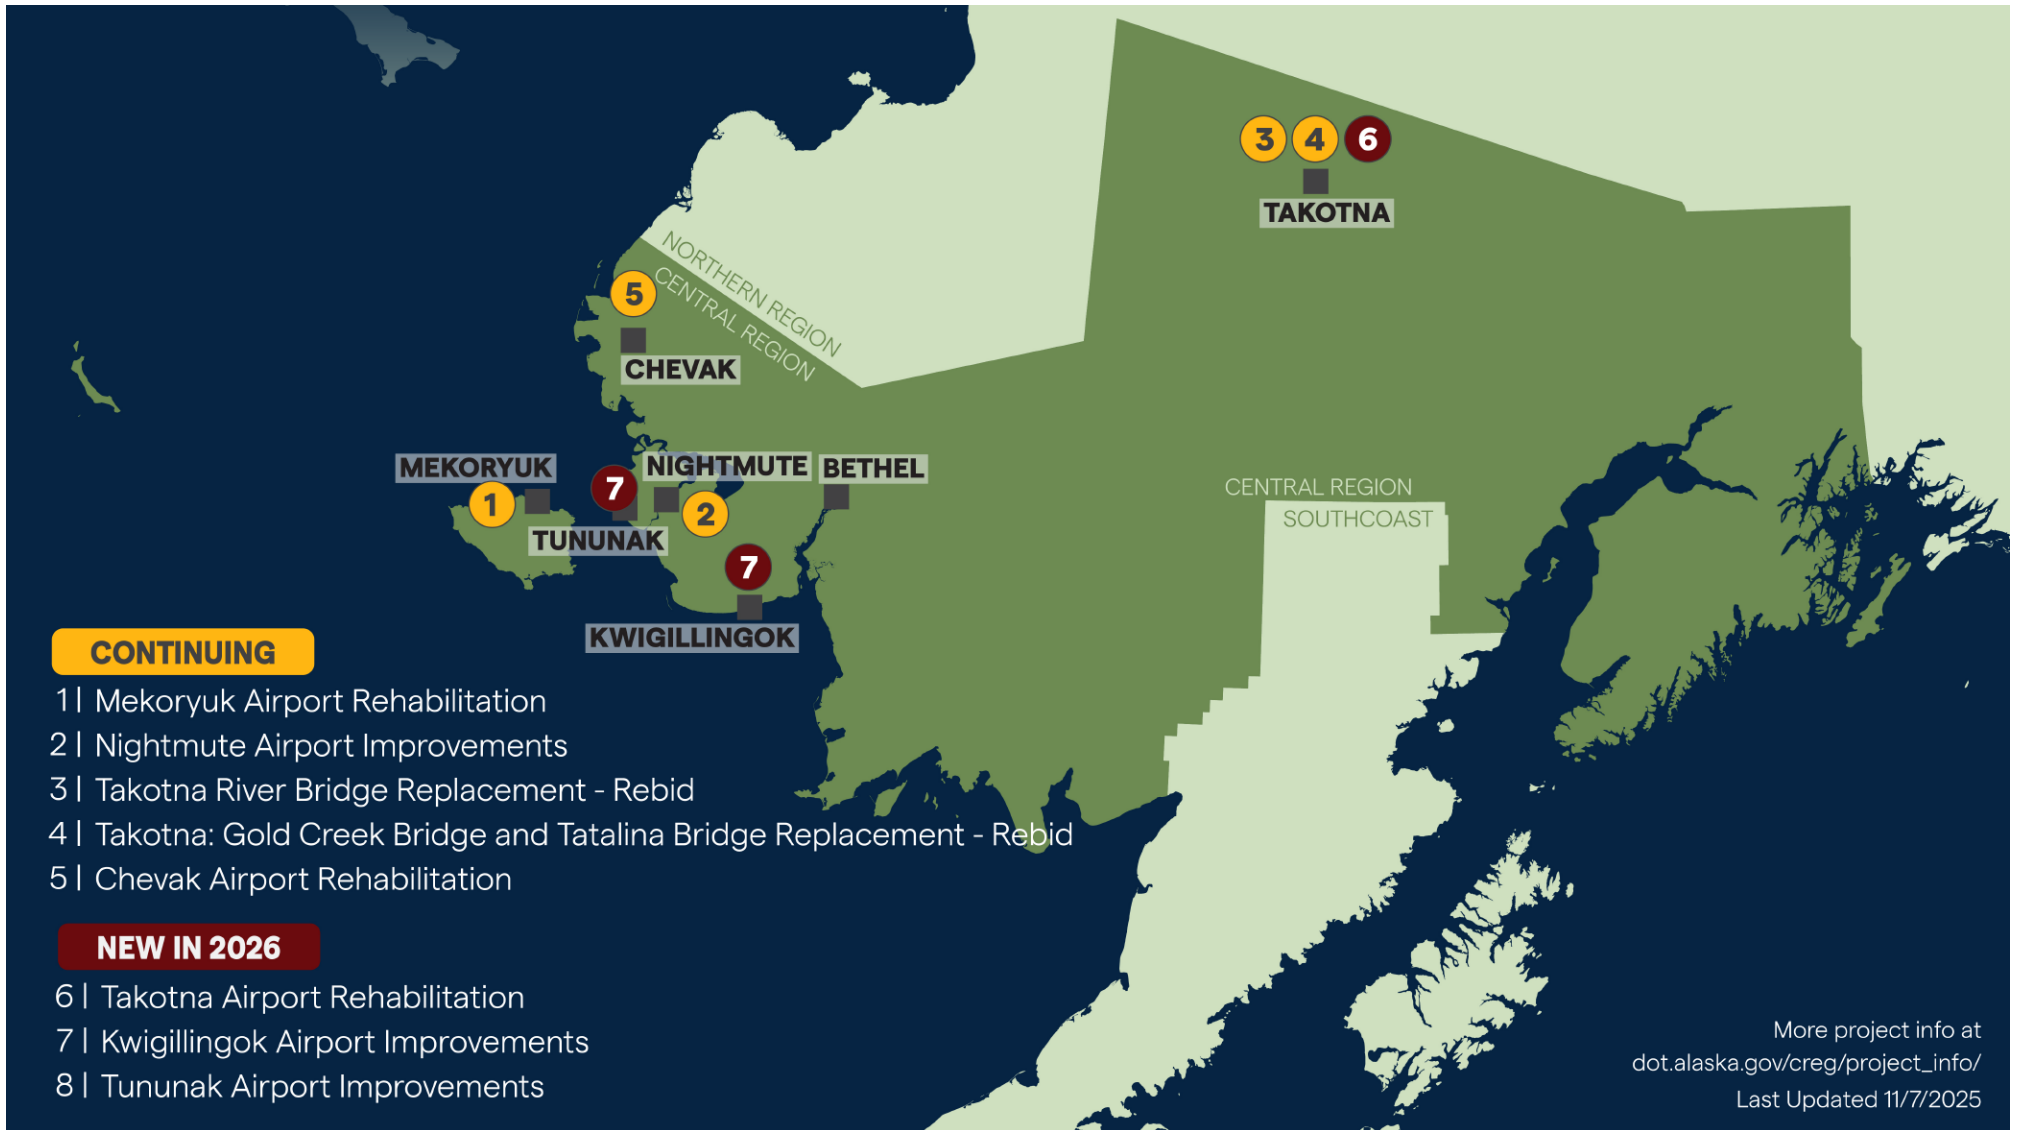 3 4 6
TAKOTNA
NORTHERN REGION
CENTRAL REGION
5
CHEVAK
MEKORYUK
1
7
NIGHTMUTE
2
BETHEL
TUNUNAK
7
KWIGILLINGOK
CENTRAL REGION
SOUTHCOAST
CONTINUING
1| Mekoryuk Airport Rehabilitation
2| Nightmute Airport Improvements
3| Takotna River Bridge Replacement - Rebid
4| Takotna: Gold Creek Bridge and Tatalina Bridge Replacement - Rebid
5| Chevak Airport Rehabilitation
NEW IN 2026
6| Takotna Airport Rehabilitation
7| Kwigillingok Airport Improvements
8| Tununak Airport Improvements
More project info at
dot.alaska.gov/creg/project_info/
Last Updated 11/7/2025